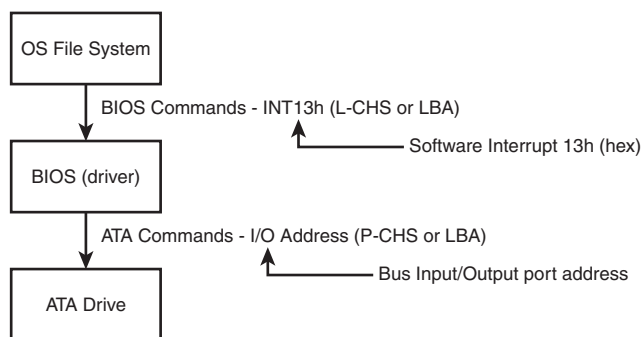 OS File System
BIOS Commands - INT13h (L-CHS or LBA)
Software Interrupt 13h (hex)
BIOS (driver)
ATA Commands - I/O Address (P-CHS or LBA)
Bus Input/Output port address
ATA Drive